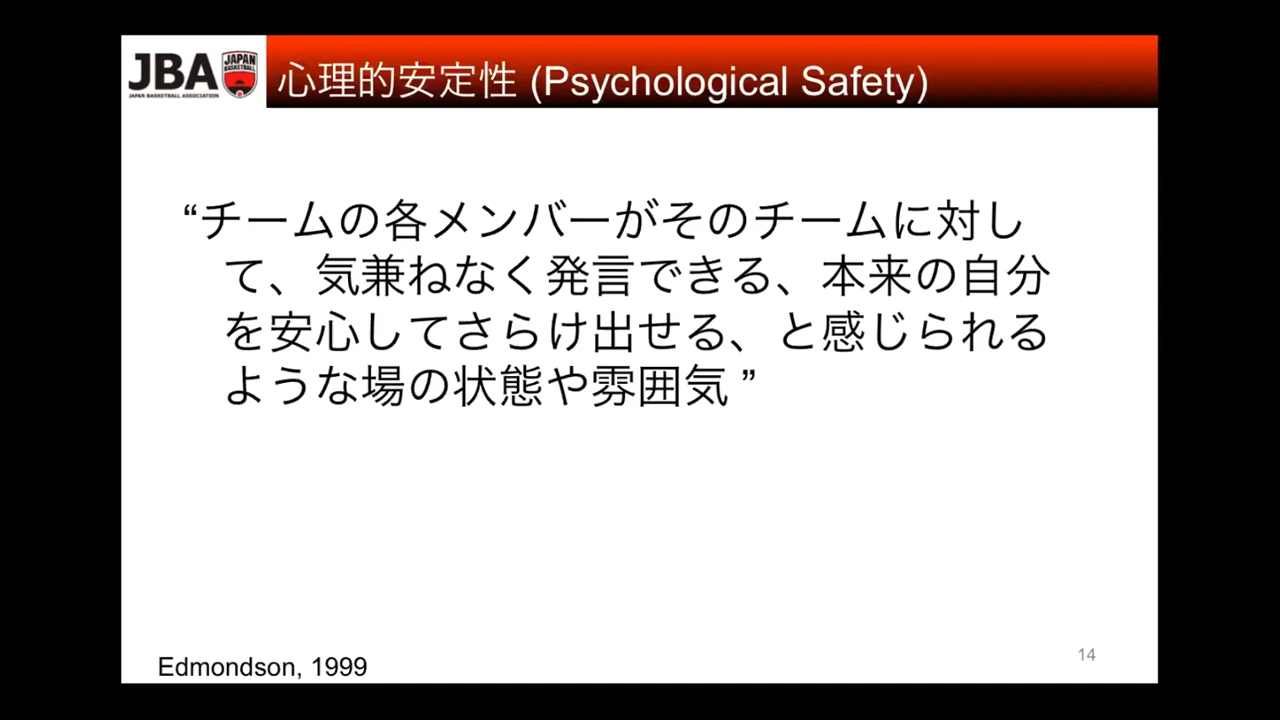 JBA
JAPAN BASKETBALL ASSOCIATION
JAPAN
BASKETBALL
心理的安定性 (Psychological Safety)
“チームの各メンバーがそのチームに対し
て、気兼ねなく発言できる、本来の自分
を安心してさらけ出せる、と感じられる
ような場の状態や雰囲気 ”
Edmondson, 1999
14